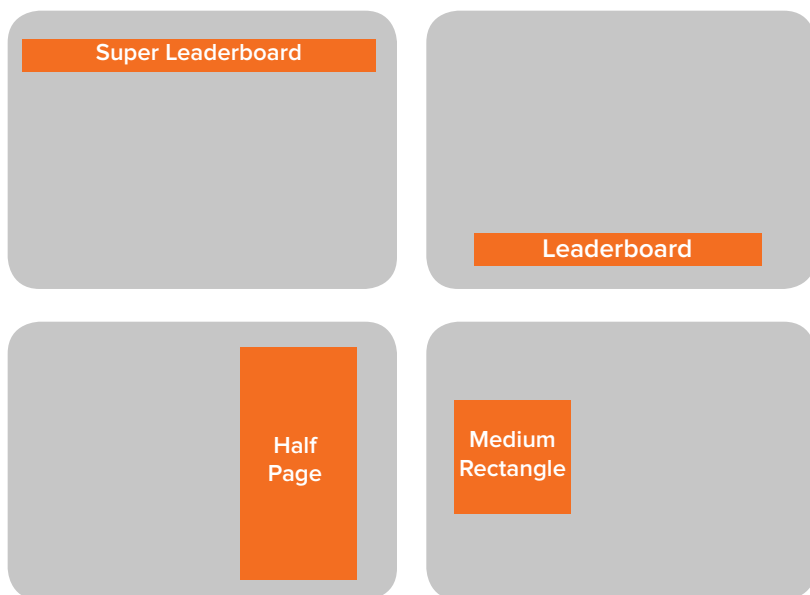 Super Leaderboard
Leaderboard
Half
Page
Medium
Rectangle